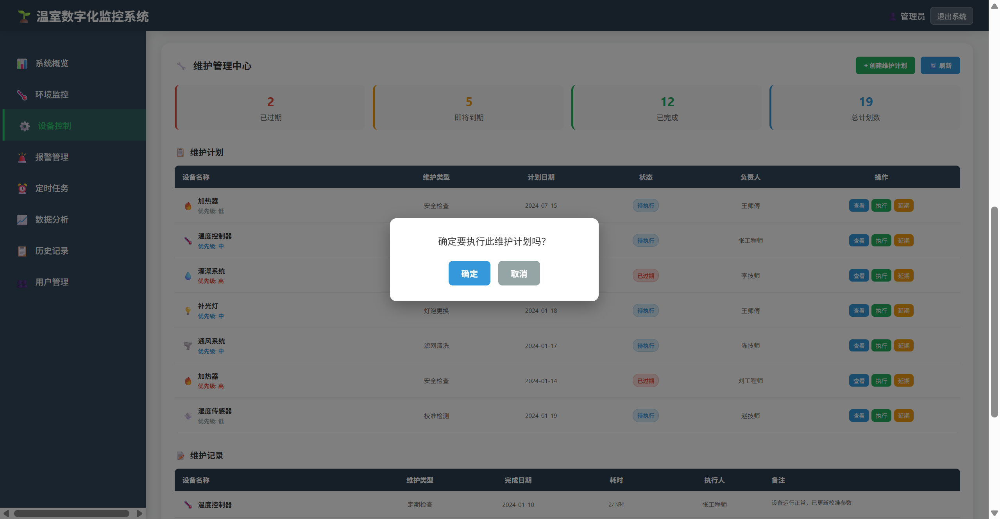 温室数字化监控系统
管理员 退出系统
系统概览
环境监控
设备控制
报警管理
定时任务
数据分析
历史记录
用户管理
维护管理中心
+ 创建维护计划 刷新
2 5 12 19
已过期 即将到期 已完成 总计划数
维护计划
设备名称 维护类型 计划日期 状态 负责人 操作
加热器
优先级: 低
安全检查 2024-07-15 待执行 王师傅 查看 执行 延期
温度控制器
优先级: 中
待执行 张工程师 查看 执行 延期
灌溉系统
优先级: 高
已过期 李技师 查看 执行 延期
补光灯
优先级: 中
灯泡更换 2024-01-18 待执行 王师傅 查看 执行 延期
通风系统
优先级: 中
滤网清洗 2024-01-17 待执行 陈技师 查看 执行 延期
加热器
优先级: 高
安全检查 2024-01-14 已过期 刘工程师 查看 执行 延期
湿度传感器
优先级: 低
校准检测 2024-01-19 待执行 赵技师 查看 执行 延期
确定要执行此维护计划吗?
确定 取消
维护记录
设备名称 维护类型 完成日期 耗时 执行人 备注
温度控制器 定期检查 2024-01-10 2小时 张工程师 设备运行正常，已更新校准参数